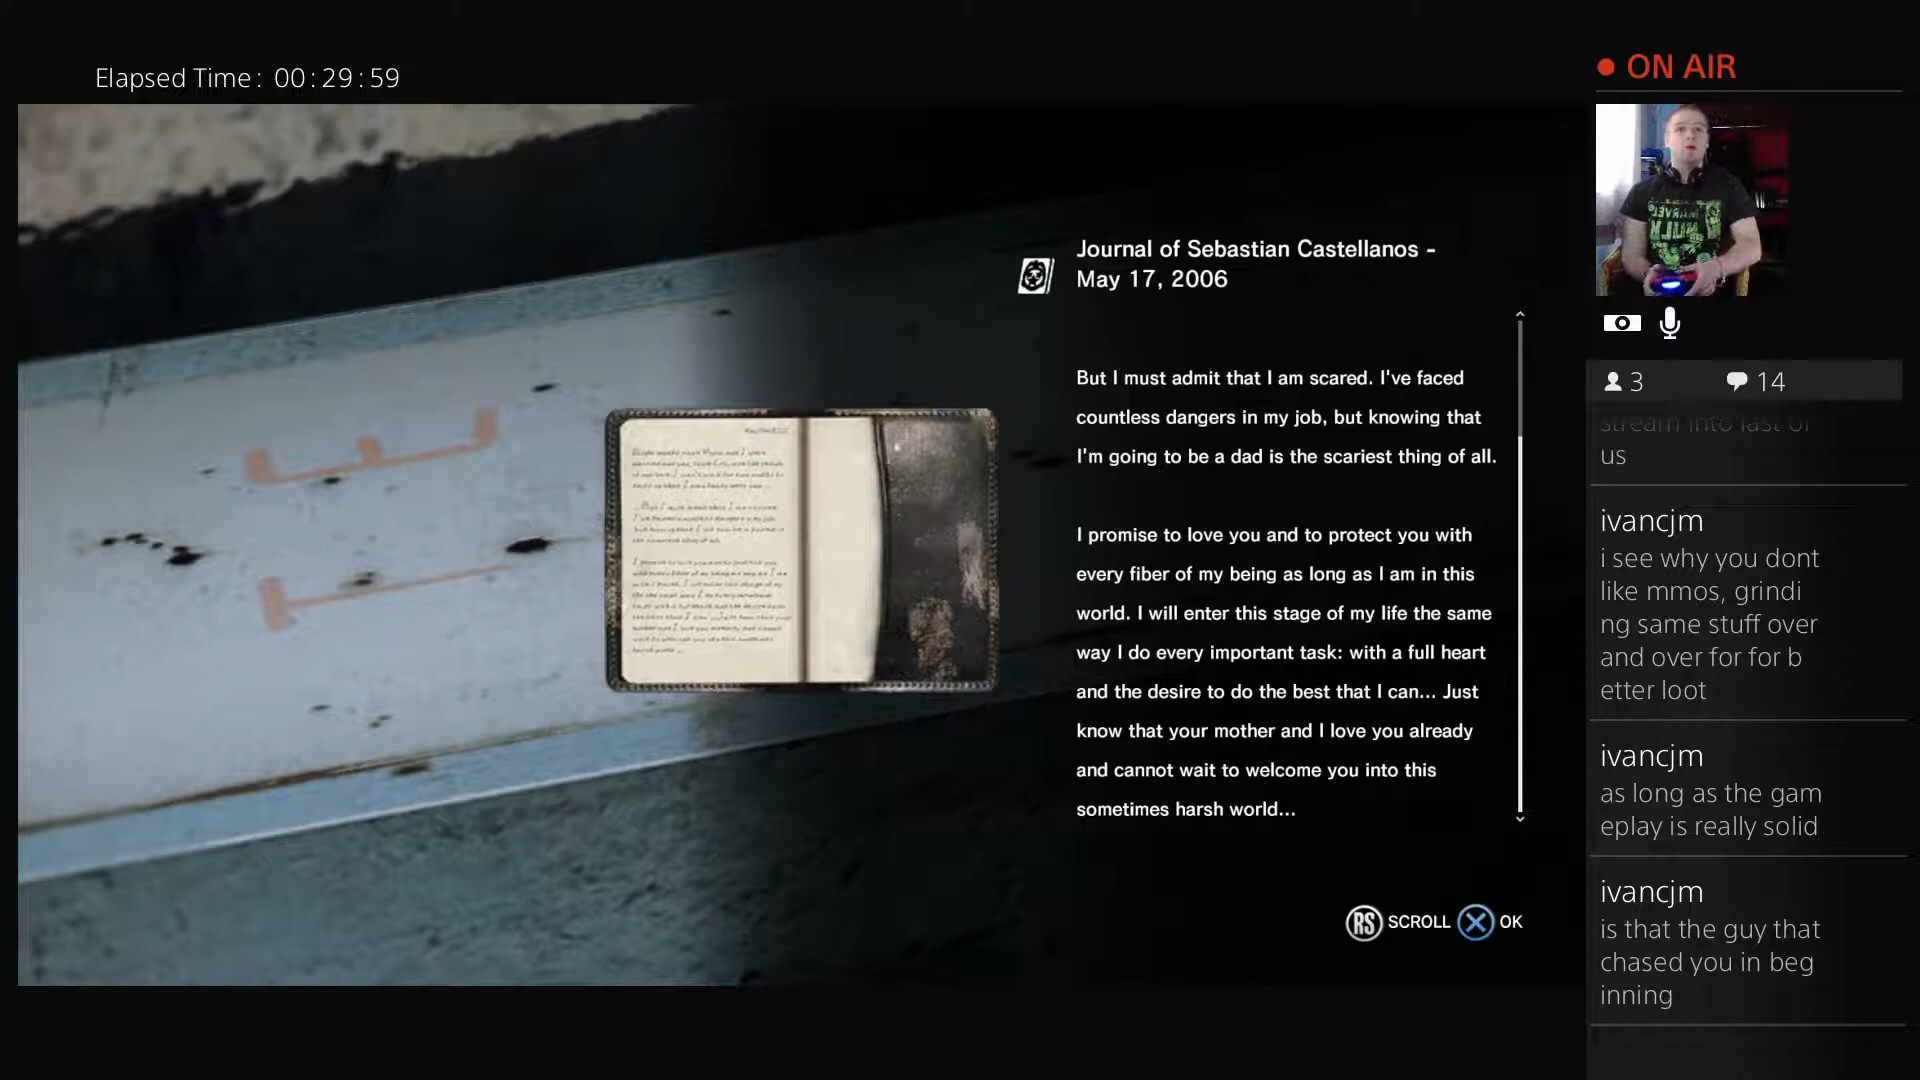 Elapsed Time: 00:29:59
ON AIR
Journal of Sebastian Castellanos -
May 17, 2006
But I must admit that I am scared. I've faced
countless dangers in my job, but knowing that
I'm going to be a dad is the scariest thing of all.
I promise to love you and to protect you with
every fiber of my being as long as I am in this
world. I will enter this stage of my life the same
way I do every important task: with a full heart
and the desire to do the best that I can... Just
know that your mother and I love you already
and cannot wait to welcome you into this
sometimes harsh world...
RS SCROLL OK
3 14
stream into last of
us
ivancjm
i see why you dont
like mmos, grindi
ng same stuff over
and over for for b
etter loot
ivancjm
as long as the gam
eplay is really solid
ivancjm
is that the guy that
chased you in beg
inning